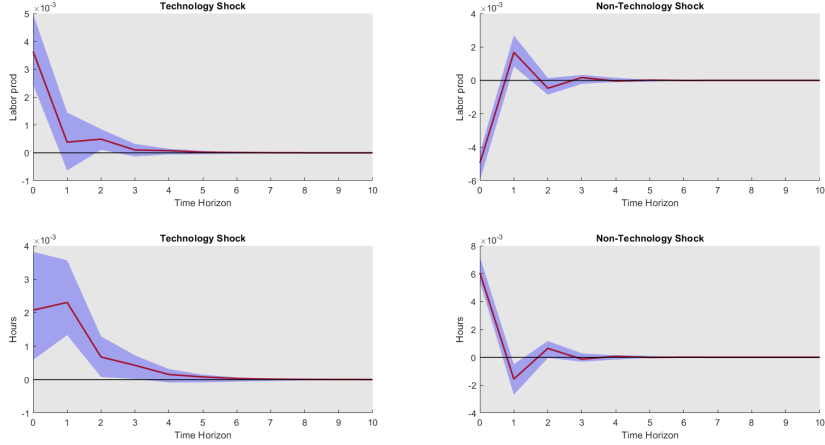 Technology Shock
×10⁻³
5
4
3
2
1
0
-1
Labor prod
0 1 2 3 4 5 6 7 8 9 10
Time Horizon
Non-Technology Shock
×10⁻³
4
2
0
-2
-4
-6
Labor prod
0 1 2 3 4 5 6 7 8 9 10
Time Horizon
Technology Shock
×10⁻³
4
3
2
1
0
-1
Hours
0 1 2 3 4 5 6 7 8 9 10
Time Horizon
Non-Technology Shock
×10⁻³
8
6
4
2
0
-2
-4
Hours
0 1 2 3 4 5 6 7 8 9 10
Time Horizon